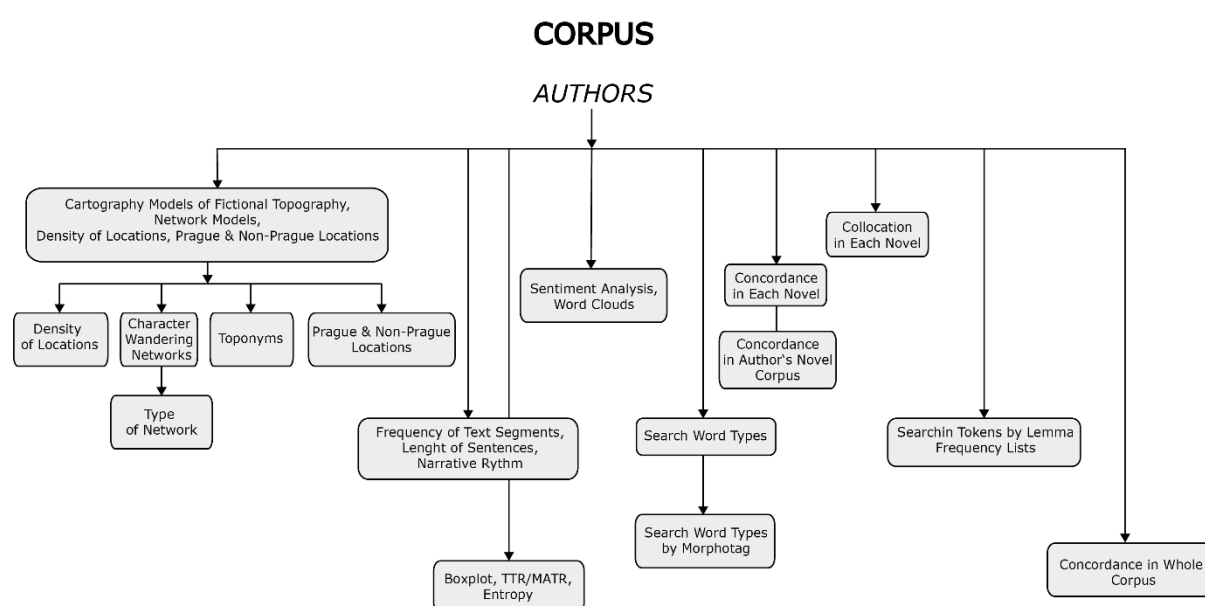 CORPUS
AUTHORS
Cartography Models of Fictional Topography,
Network Models,
Density of Locations, Prague & Non-Prague Locations
Density
of Locations
Character
Wandering
Networks
Toponyms
Prague & Non-Prague
Locations
Type
of Network
Frequency of Text Segments,
Lenght of Sentences,
Narrative Rythm
Boxplot, TTR/MATR,
Entropy
Sentiment Analysis,
Word Clouds
Search Word Types
Search Word Types
by Morphotag
Concordance
in Each Novel
Concordance
in Author‘s Novel
Corpus
Collocation
in Each Novel
Searchin Tokens by Lemma
Frequency Lists
Concordance in Whole
Corpus